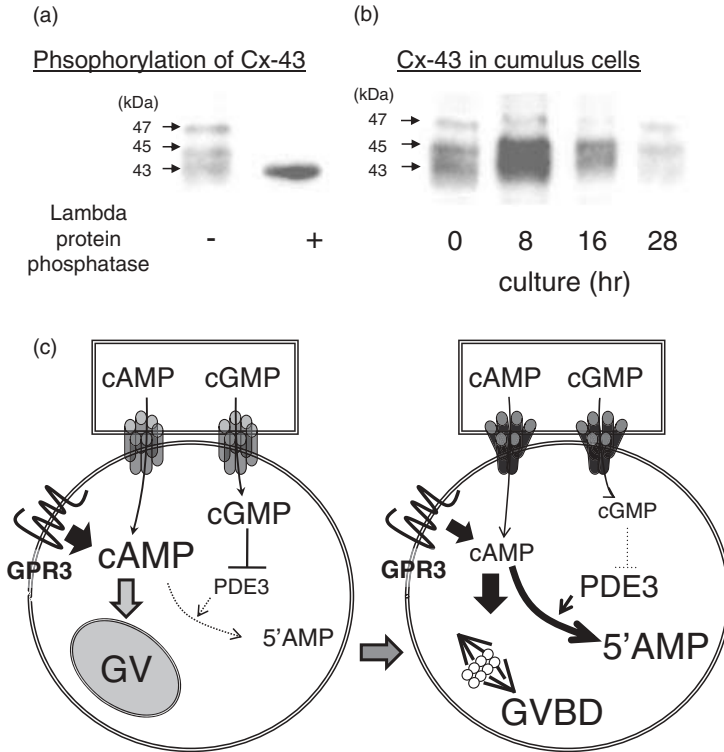 (a)
Phsophorylation of Cx-43
(kDa)
47
45
43
Lambda
protein
phosphatase
- +
(b)
Cx-43 in cumulus cells
(kDa)
47
45
43
0 8 16 28
culture (hr)
(c)
cAMP cGMP
cGMP
GPR3
cAMP
PDE3
5'AMP
GV
cAMP cGMP
cGMP
GPR3
cAMP
PDE3
5'AMP
GVBD